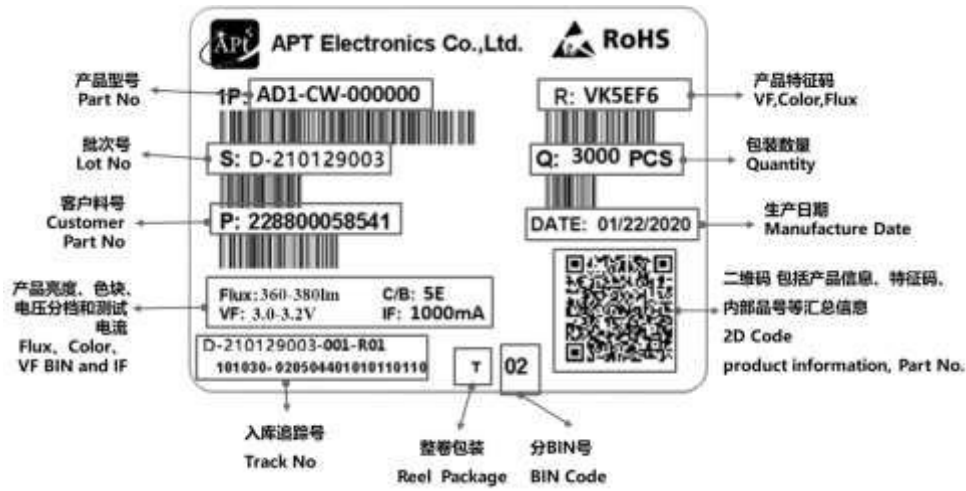 APT
APT Electronics Co.,Ltd.
RoHS
产品型号
Part No
1P: AD1-CW-000000
R: VK5EF6
产品特征码
VF,Color,Flux
批次号
Lot No
S: D-210129003
Q: 3000 PCS
包装数量
Quantity
客户料号
Customer
Part No
P: 228800058541
DATE: 01/22/2020
生产日期
Manufacture Date
产品亮度、色块、
电压分档和测试
电流
Flux、Color、
VF BIN and IF
Flux:360-380lm C/B: 5E
VF: 3.0-3.2V IF: 1000mA
二维码 包括产品信息、特征码、
内部品号等汇总信息
2D Code
product information, Part No.
D-210129003-001-R01
101030-020504401010110110
T
02
入库追踪号
Track No
整卷包装
Reel Package
分BIN号
BIN Code